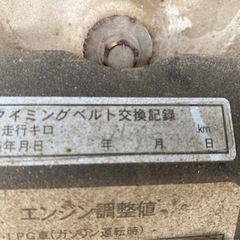 タイミングベルト交換記録
走行キロ： km
年月日： 年 月 日
エンジン調整値
LPG車(ガソリン運転時)